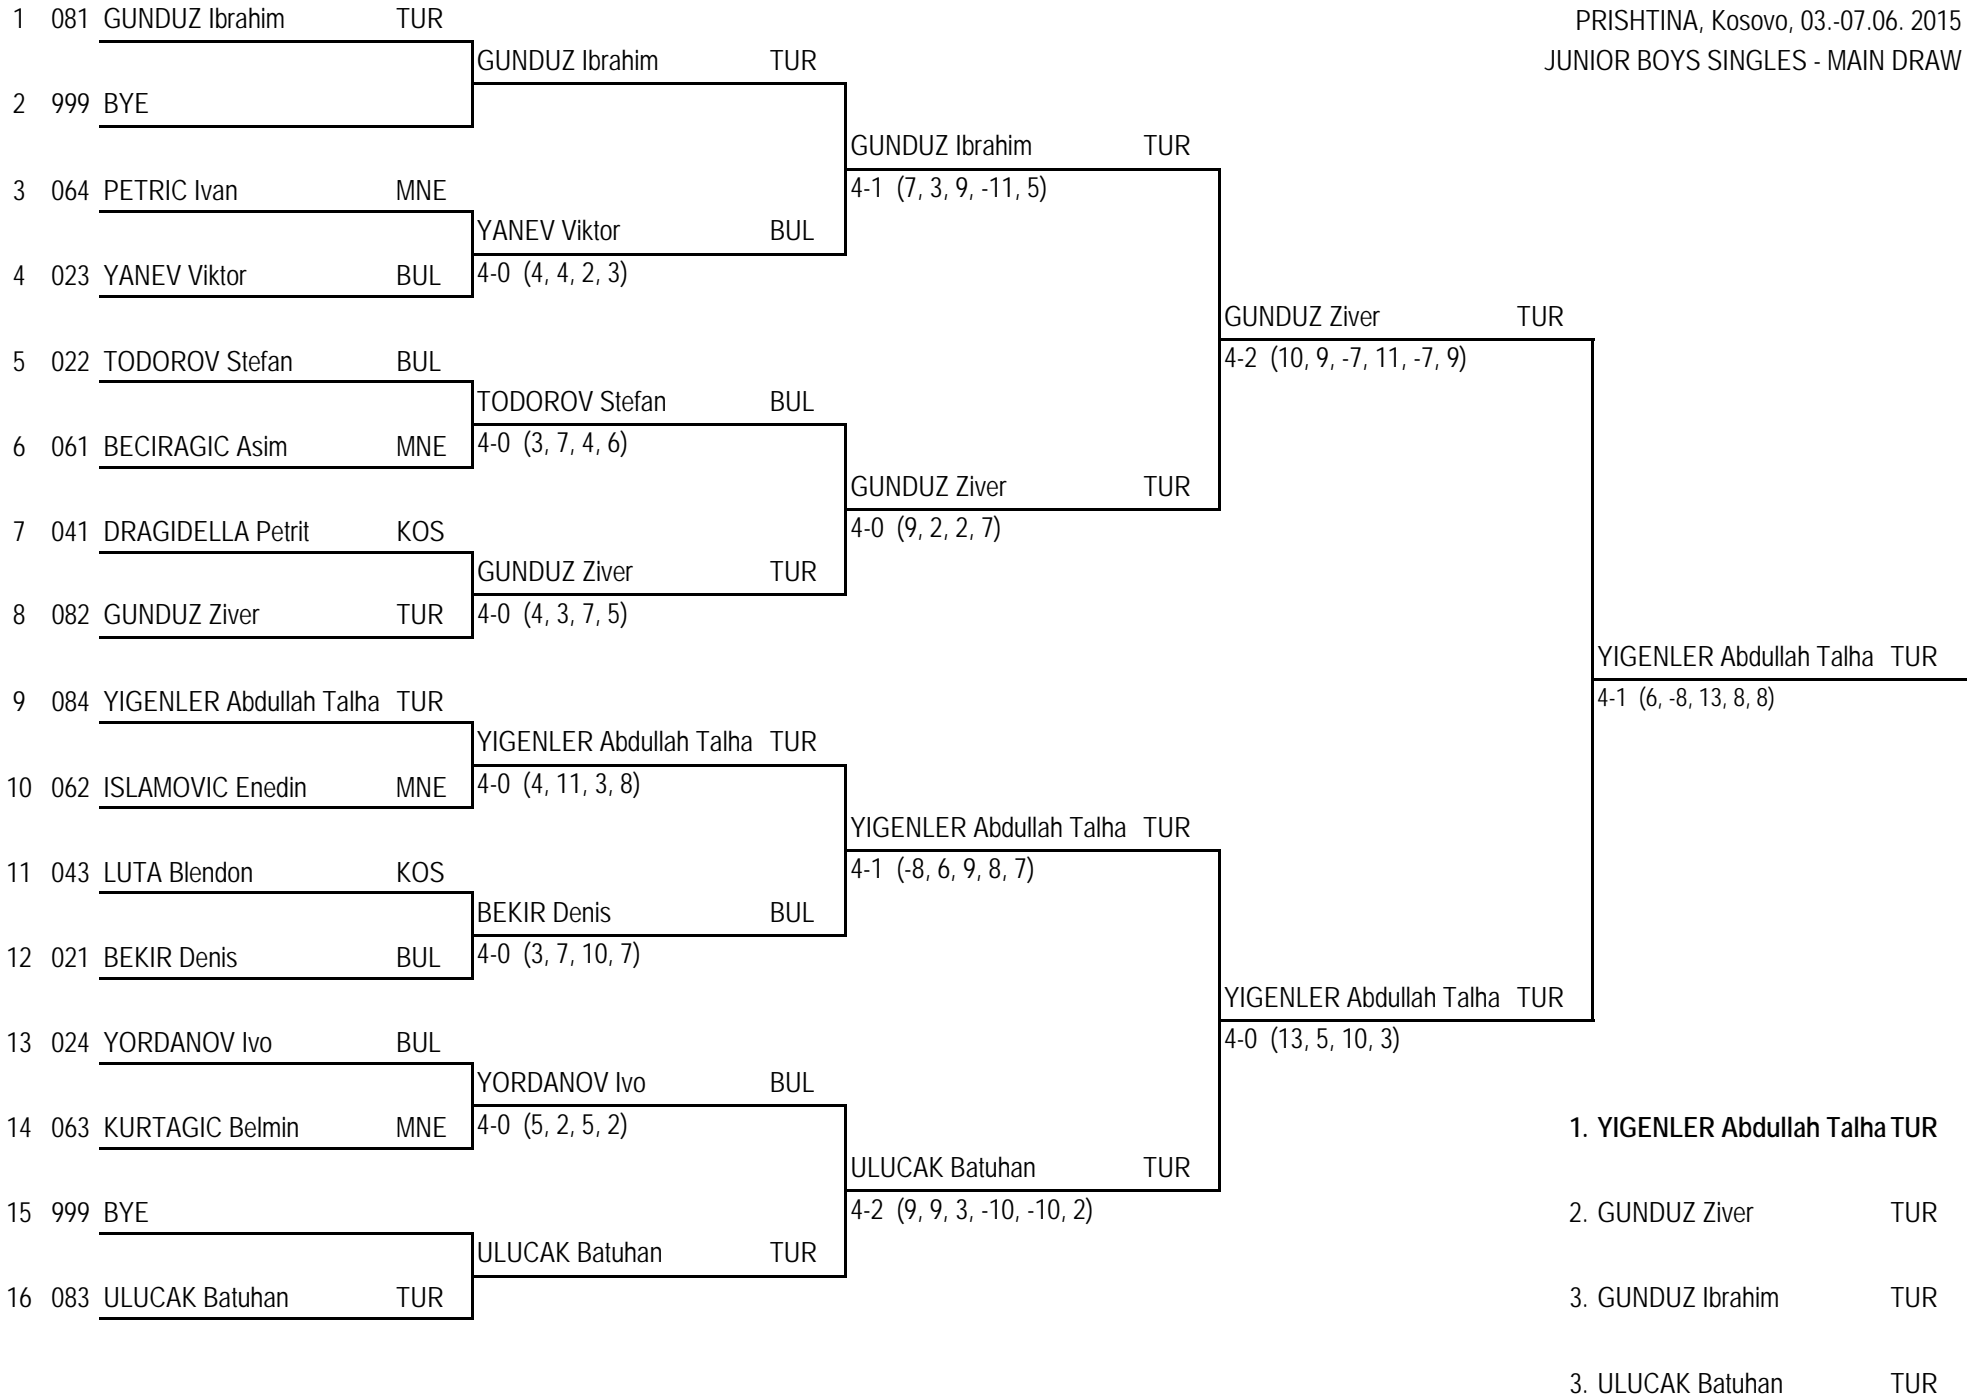 PRISHTINA, Kosovo, 03.-07.06. 2015
JUNIOR BOYS SINGLES - MAIN DRAW
1 081 GUNDUZ Ibrahim TUR
GUNDUZ Ibrahim TUR
2 999 BYE
GUNDUZ Ibrahim TUR
3 064 PETRIC Ivan MNE
4-1 (7, 3, 9, -11, 5)
YANEV Viktor BUL
4 023 YANEV Viktor BUL
4-0 (4, 4, 2, 3)
GUNDUZ Ziver TUR
5 022 TODOROV Stefan BUL
4-2 (10, 9, -7, 11, -7, 9)
TODOROV Stefan BUL
6 061 BECIRAGIC Asim MNE
4-0 (3, 7, 4, 6)
GUNDUZ Ziver TUR
7 041 DRAGIDELLA Petrit KOS
4-0 (9, 2, 2, 7)
GUNDUZ Ziver TUR
8 082 GUNDUZ Ziver TUR
4-0 (4, 3, 7, 5)
YIGENLER Abdullah Talha TUR
9 084 YIGENLER Abdullah Talha TUR
4-1 (6, -8, 13, 8, 8)
YIGENLER Abdullah Talha TUR
10 062 ISLAMOVIC Enedin MNE
4-0 (4, 11, 3, 8)
YIGENLER Abdullah Talha TUR
11 043 LUTA Blendon KOS
4-1 (-8, 6, 9, 8, 7)
BEKIR Denis BUL
12 021 BEKIR Denis BUL
4-0 (3, 7, 10, 7)
YIGENLER Abdullah Talha TUR
13 024 YORDANOV Ivo BUL
4-0 (13, 5, 10, 3)
YORDANOV Ivo BUL
14 063 KURTAGIC Belmin MNE
4-0 (5, 2, 5, 2)
1. YIGENLER Abdullah Talha TUR
ULUCAK Batuhan TUR
15 999 BYE
4-2 (9, 9, 3, -10, -10, 2)
2. GUNDUZ Ziver TUR
ULUCAK Batuhan TUR
16 083 ULUCAK Batuhan TUR
3. GUNDUZ Ibrahim TUR
3. ULUCAK Batuhan TUR